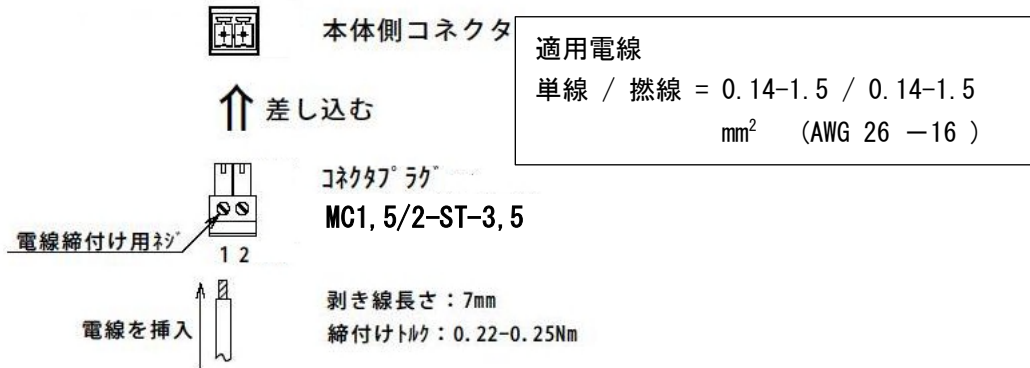 本体側コネクタ
適用電線
単線 / 撚線 = 0.14-1.5 / 0.14-1.5
mm² (AWG 26 －16 )
差し込む
ｺﾈｸﾀﾌﾟﾗｸﾞ
MC1,5/2-ST-3,5
電線締付け用ﾈｼﾞ
1 2
剥き線長さ：7mm
電線を挿入
締付けﾄﾙｸ：0.22-0.25Nm